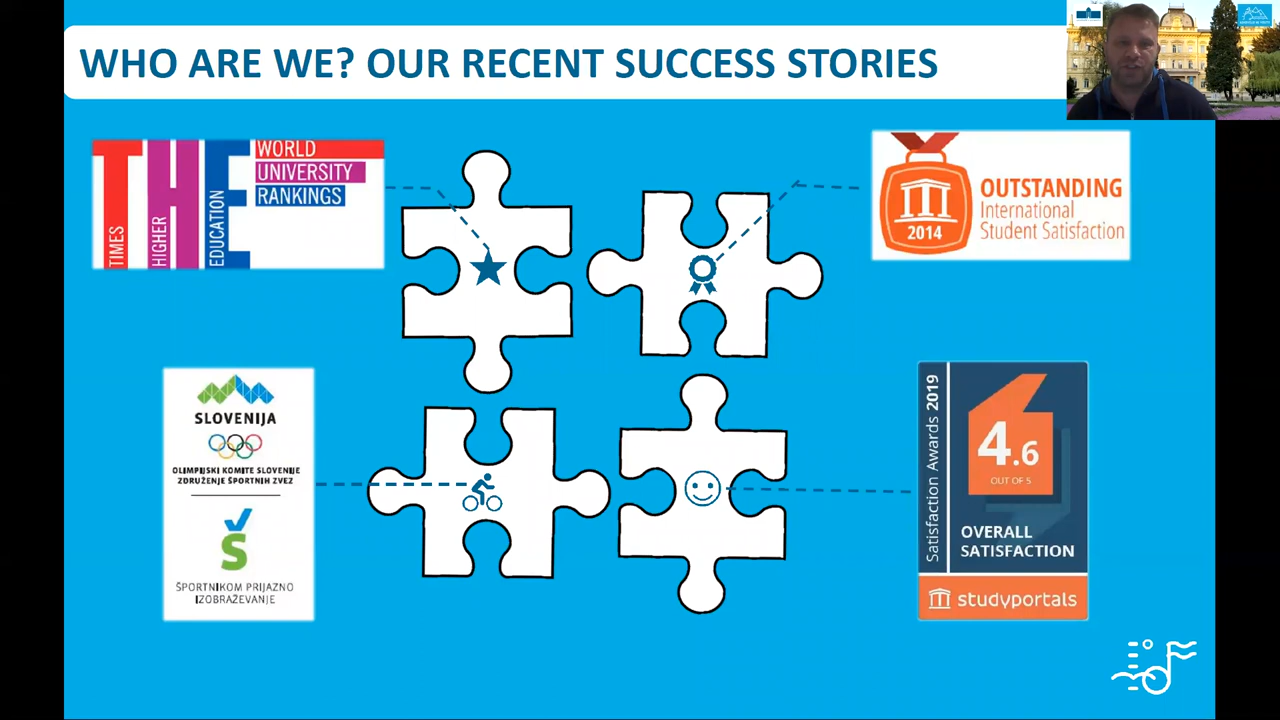 WHO ARE WE? OUR RECENT SUCCESS STORIES
TIMES
HIGHER
EDUCATION
WORLD
UNIVERSITY
RANKINGS
2014
OUTSTANDING
International
Student Satisfaction
SLOVENIJA
OLIMPIJSKI KOMITE SLOVENIJE
ZDRUŽENJE ŠPORTNIH ZVEZ
Š
ŠPORTNIKOM PRIJAZNO
IZOBRAŽEVANJE
Satisfaction Awards 2019
4.6
OUT OF 5
OVERALL
SATISFACTION
studyportals